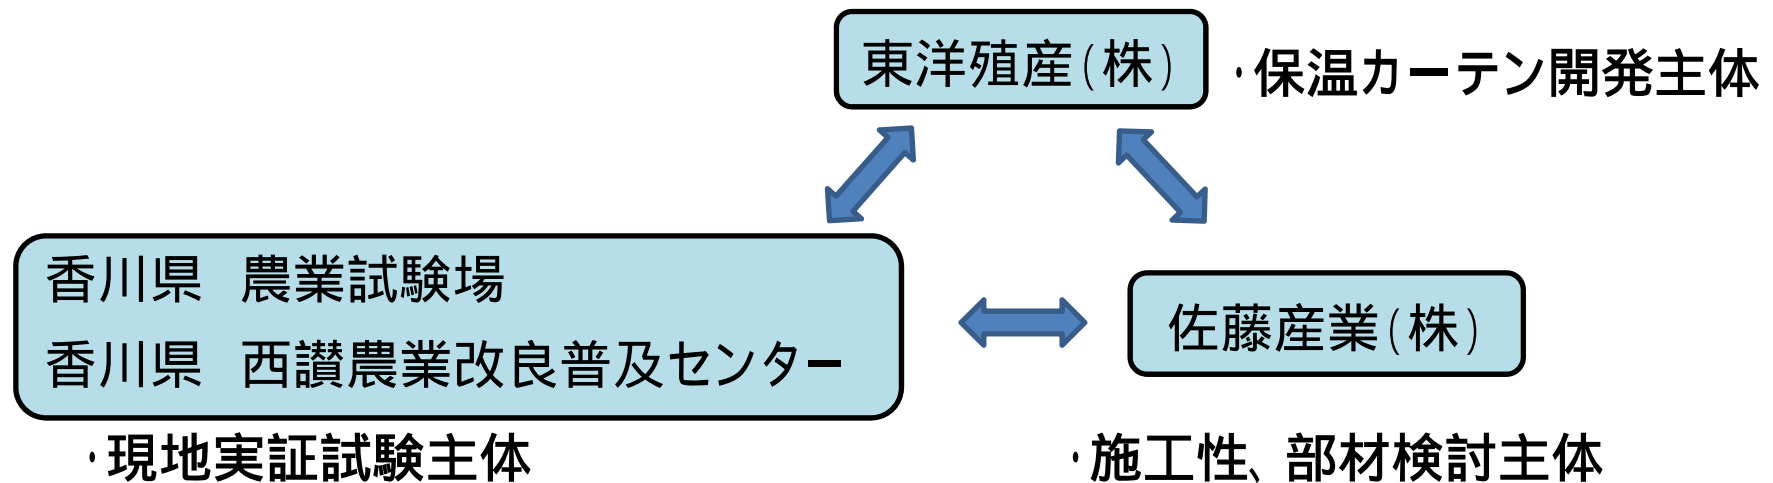 東洋殖産(株)
・保温カーテン開発主体
香川県　農業試験場
香川県　西讃農業改良普及センター
・現地実証試験主体
佐藤産業(株)
・施工性、部材検討主体